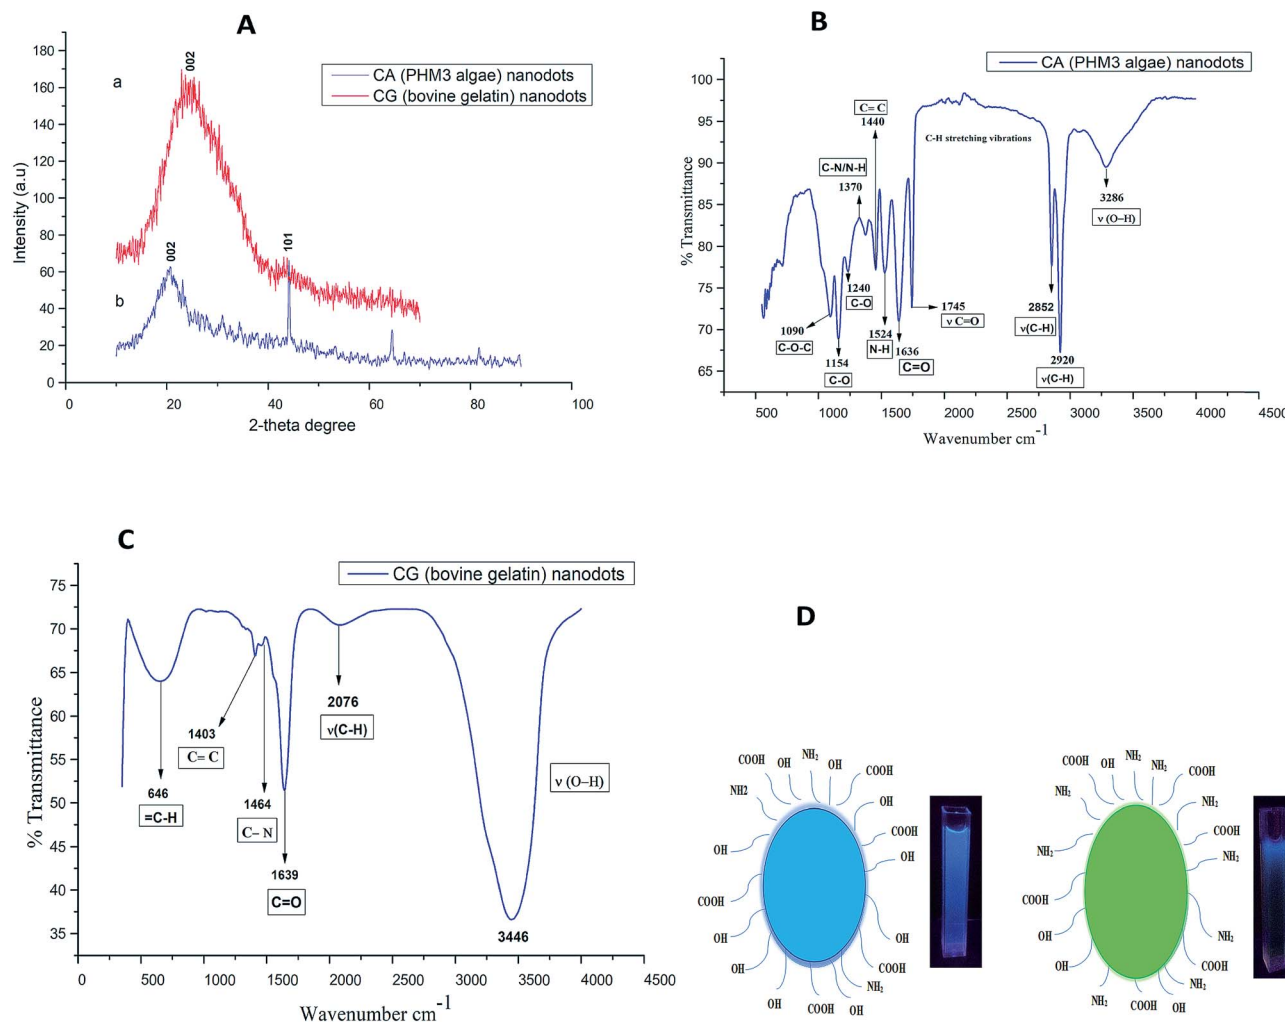 A
180
160
140
120
100
80
60
40
20
0
Intensity (a.u)
a
002
b
002
101
CA (PHM3 algae) nanodots
CG (bovine gelatin) nanodots
0 20 40 60 80 100
2-theta degree
B
CA (PHM3 algae) nanodots
100
95
90
85
80
75
70
65
% Transmittance
C=C
1440
C-H stretching vibrations
C-N/N-H
1370
3286
ν (O–H)
1240
C-O
1745
ν C=O
2852
ν(C-H)
1090
C-O-C
1524
N-H
1636
C=O
1154
C-O
2920
ν(C-H)
500 1000 1500 2000 2500 3000 3500 4000 4500
Wavenumber cm-1
C
CG (bovine gelatin) nanodots
75
70
65
60
55
50
45
40
35
% Transmittance
2076
ν(C-H)
1403
C=C
ν (O–H)
646
=C-H
1464
C–N
1639
C=O
3446
0 500 1000 1500 2000 2500 3000 3500 4000 4500
Wavenumber cm-1
D
COOH
OH
NH2
OH
COOH
NH2
OH
COOH
OH
OH
COOH
OH
OH
OH
COOH
OH
NH2
COOH
OH
COOH
OH
NH2
NH2
COOH
NH2
NH2
COOH
NH2
NH2
COOH
OH
NH2
NH2
COOH
OH
COOH
NH2